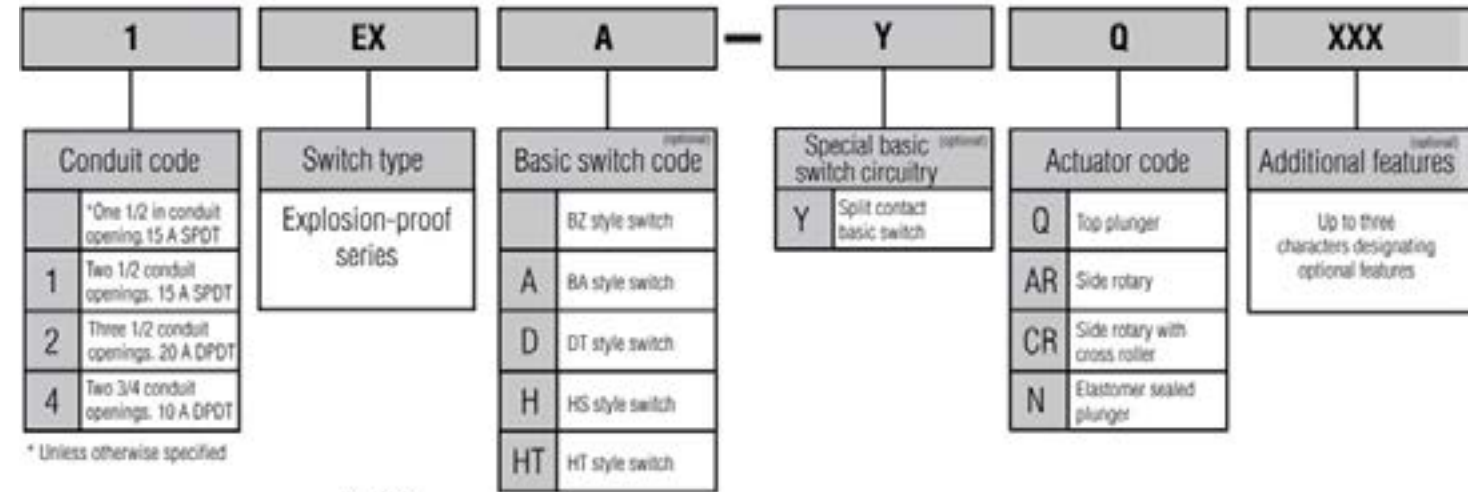 1 EX A — Y Q XXX
Conduit code
*One 1/2 in conduit
opening.15 A SPDT
1 Two 1/2 conduit
openings. 15 A SPDT
2 Three 1/2 conduit
openings. 20 A DPDT
4 Two 3/4 conduit
openings. 10 A DPDT
* Unless otherwise specified
Switch type
Explosion-proof
series
(optional)
Basic switch code
BZ style switch
A BA style switch
D DT style switch
H HS style switch
HT HT style switch
Special basic (optional)
switch circuitry
Y Split contact
basic switch
Actuator code
Q Top plunger
AR Side rotary
CR Side rotary with
cross roller
N Elastomer sealed
plunger
(optional)
Additional features
Up to three
characters designating
optional features